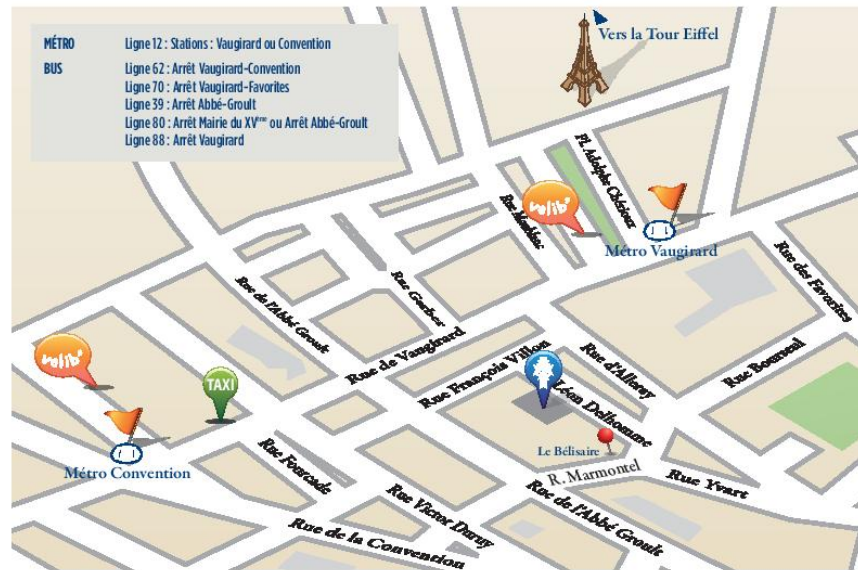 MÉTRO Ligne 12 : Stations : Vaugirard ou Convention
BUS Ligne 62 : Arrêt Vaugirard-Convention
Ligne 70 : Arrêt Vaugirard-Favorites
Ligne 39 : Arrêt Abbé-Groult
Ligne 80 : Arrêt Mairie du XVème ou Arrêt Abbé-Groult
Ligne 88 : Arrêt Vaugirard
Vers la Tour Eiffel
Pl. Adolphe Chérioux
velib'
Rue Maublanc
Métro Vaugirard
Rue des Favorites
Rue de l'Abbé Groult
Rue Gerbert
Rue de Vaugirard
Rue François Villon
Rue d'Alleray
Rue Bourseul
velib'
TAXI
Léon Delhomme
Le Bélisaire
Métro Convention
R. Marmontel
Rue Yvart
Rue Fourcade
Rue Victor Duruy
Rue de l'Abbé Groult
Rue de la Convention